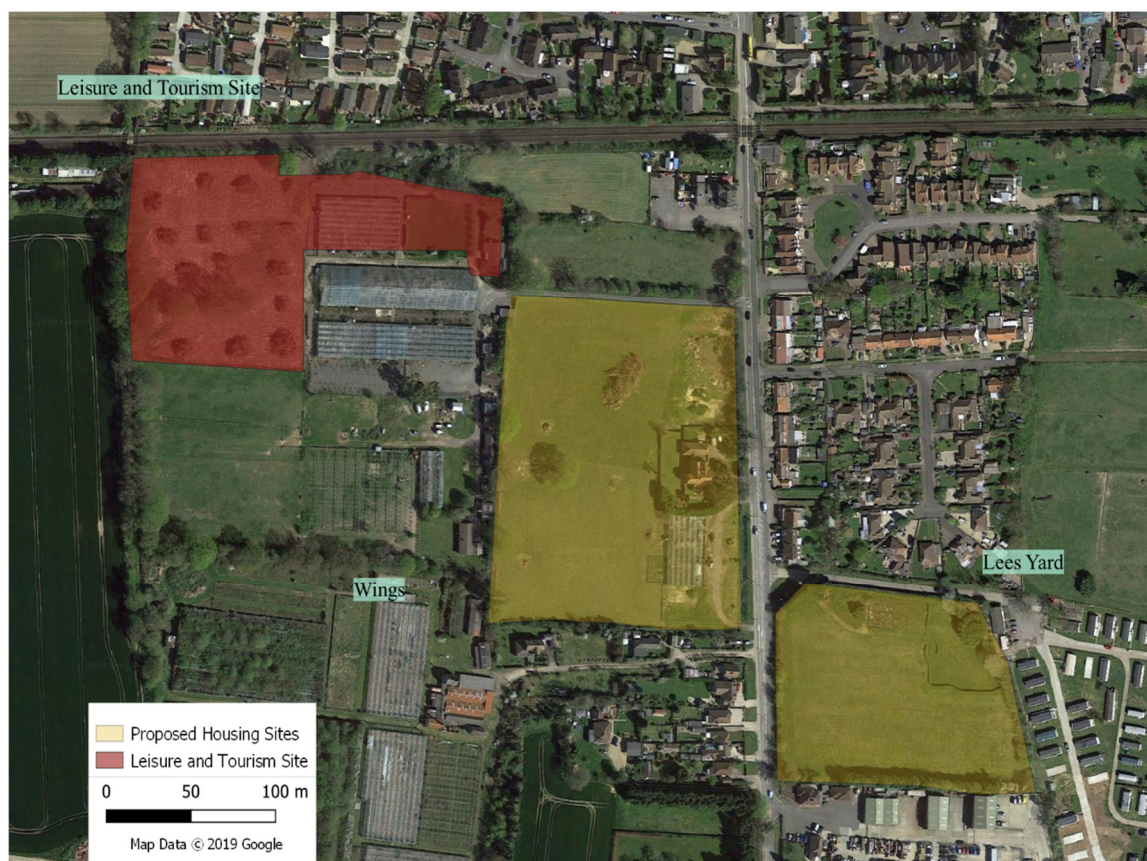 Leisure and Tourism Site
Lees Yard
Wings
Proposed Housing Sites
Leisure and Tourism Site
0 50 100 m
Map Data © 2019 Google